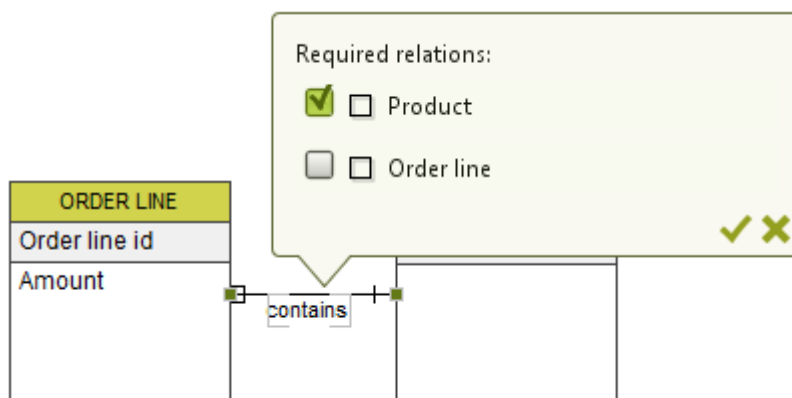 Required relations:
Product
Order line
ORDER LINE
Order line id
Amount
contains